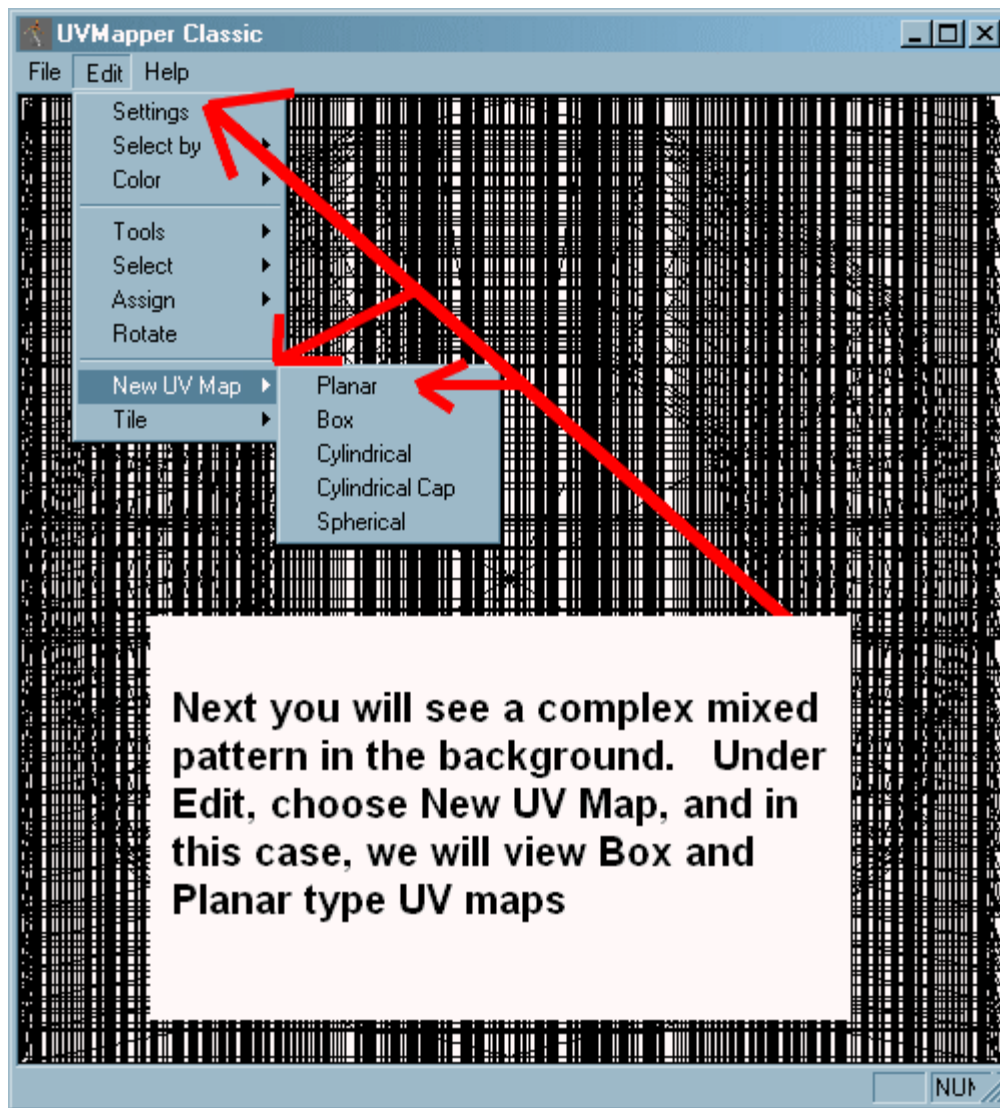 UVMapper Classic
File Edit Help
Settings
Select by
Color
Tools
Select
Assign
Rotate
New UV Map
Tile
Planar
Box
Cylindrical
Cylindrical Cap
Spherical
Next you will see a complex mixed
pattern in the background. Under
Edit, choose New UV Map, and in
this case, we will view Box and
Planar type UV maps